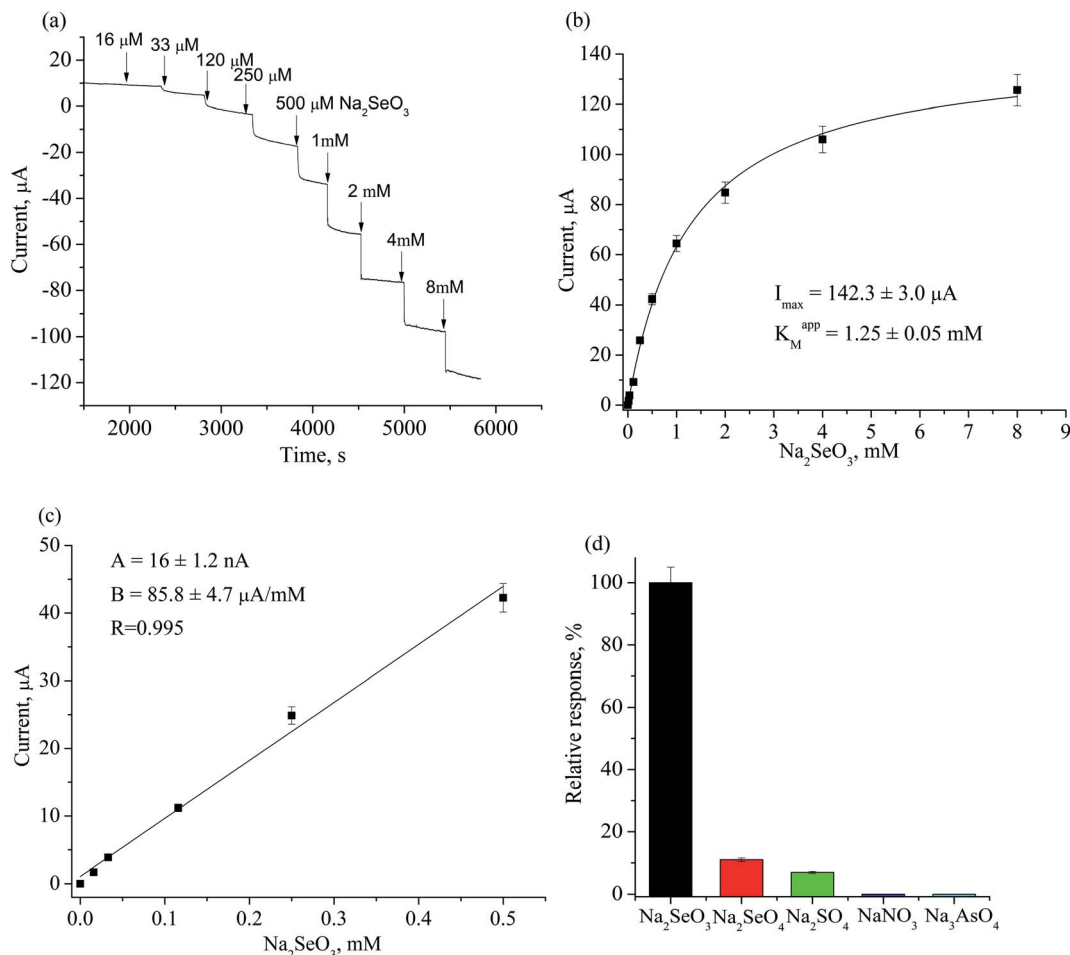 (a)
16 μM
33 μM
120 μM
250 μM
500 μM Na₂SeO₃
1mM
2 mM
4mM
8mM
20
0
-20
-40
-60
-80
-100
-120
Current, μA
2000 3000 4000 5000 6000
Time, s
(b)
140
120
100
80
60
40
20
0
Current, μA
I_max = 142.3 ± 3.0 μA
K_M^app = 1.25 ± 0.05 mM
0 1 2 3 4 5 6 7 8 9
Na₂SeO₃, mM
(c)
A = 16 ± 1.2 nA
B = 85.8 ± 4.7 μA/mM
R=0.995
50
40
30
20
10
0
Current, μA
0.0 0.1 0.2 0.3 0.4 0.5
Na₂SeO₃, mM
(d)
100
80
60
40
20
0
Relative response, %
Na₂SeO₃ Na₂SeO₄ Na₂SO₄ NaNO₃ Na₃AsO₄